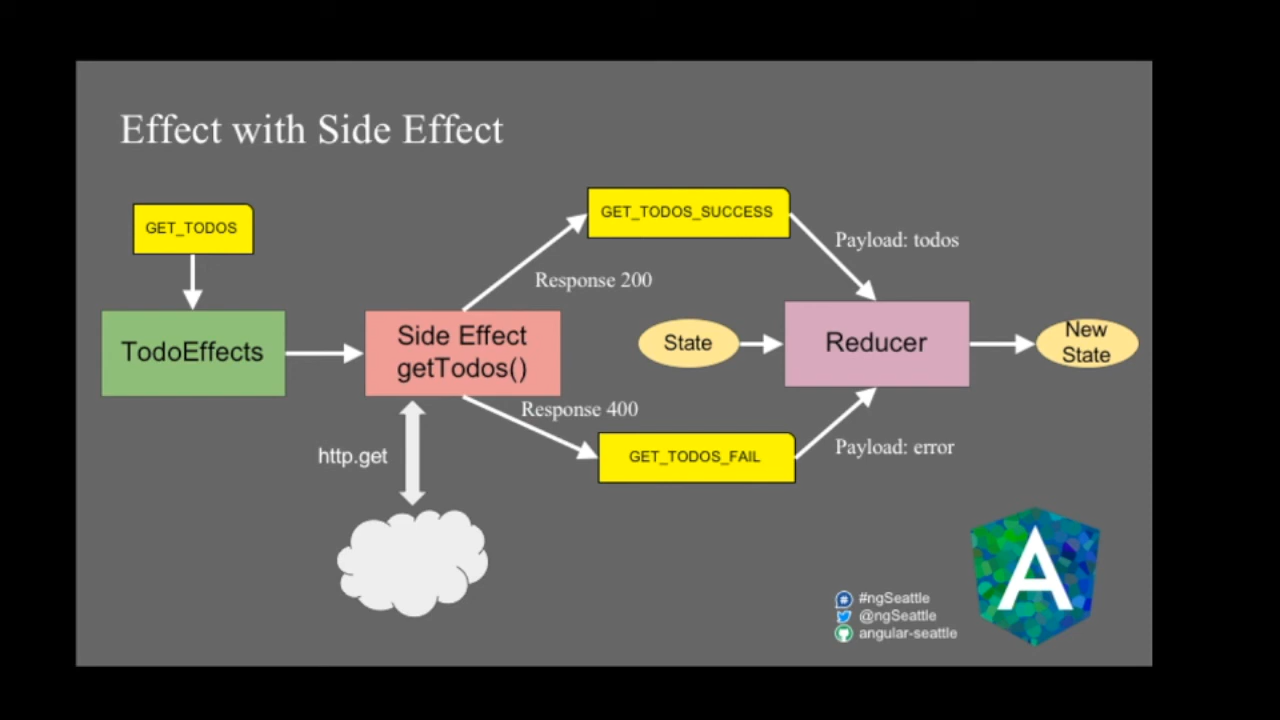 Effect with Side Effect
GET_TODOS
GET_TODOS_SUCCESS
Payload: todos
Response 200
TodoEffects
Side Effect
getTodos()
State
Reducer
New
State
Response 400
http.get
GET_TODOS_FAIL
Payload: error
A
#ngSeattle
@ngSeattle
angular-seattle